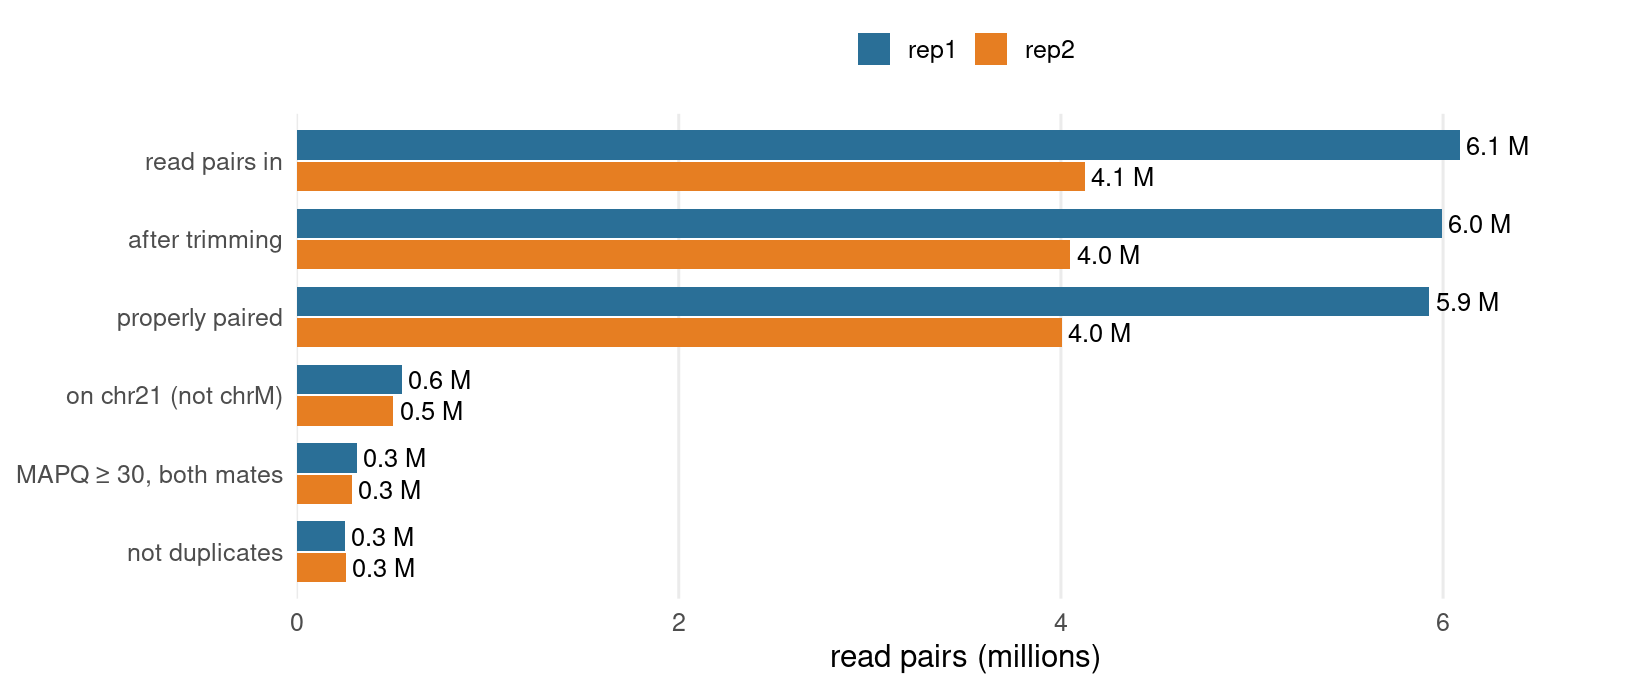 rep1 rep2
read pairs in
6.1 M
4.1 M
after trimming
6.0 M
4.0 M
properly paired
5.9 M
4.0 M
on chr21 (not chrM)
0.6 M
0.5 M
MAPQ ≥ 30, both mates
0.3 M
0.3 M
not duplicates
0.3 M
0.3 M
0 2 4 6
read pairs (millions)